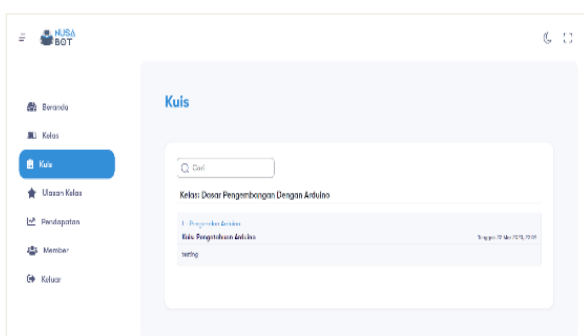 NUSA
BOT
Beranda
Kelas
Kuis
Ulasan Kelas
Pendapatan
Member
Keluar
Kuis
Cari
Kelas: Dasar Pengembangan Dengan Arduino
Pengenalan Arduino
Kuis: Pengetahuan Arduino
testing